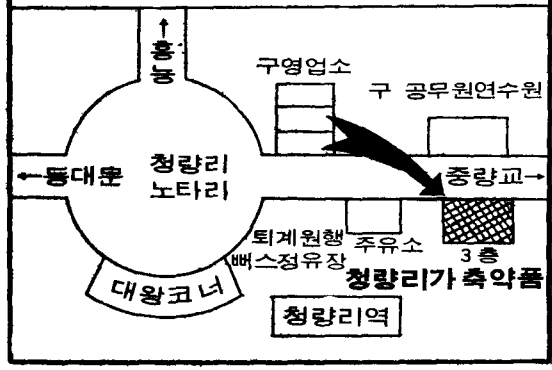 ↑
홍
능
구영업소
구 공무원연수원
←동대문
청량리
노타리
중량교→
퇴계원행
뻐스정유장
주유소
3층
청량리가축약품
대왕코너
청량리역